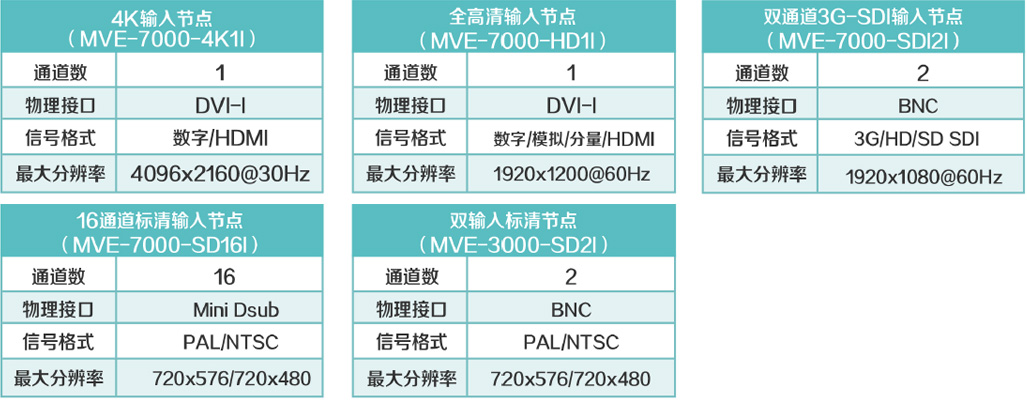 4K输入节点
（MVE-7000-4K1I）
通道数 1
物理接口 DVI-I
信号格式 数字/HDMI
最大分辨率 4096x2160@30Hz
全高清输入节点
（MVE-7000-HD1I）
通道数 1
物理接口 DVI-I
信号格式 数字/模拟/分量/HDMI
最大分辨率 1920x1200@60Hz
双通道3G-SDI输入节点
（MVE-7000-SDI2I）
通道数 2
物理接口 BNC
信号格式 3G/HD/SD SDI
最大分辨率 1920x1080@60Hz
16通道标清输入节点
（MVE-7000-SD16I）
通道数 16
物理接口 Mini Dsub
信号格式 PAL/NTSC
最大分辨率 720x576/720x480
双输入标清节点
（MVE-3000-SD2I）
通道数 2
物理接口 BNC
信号格式 PAL/NTSC
最大分辨率 720x576/720x480